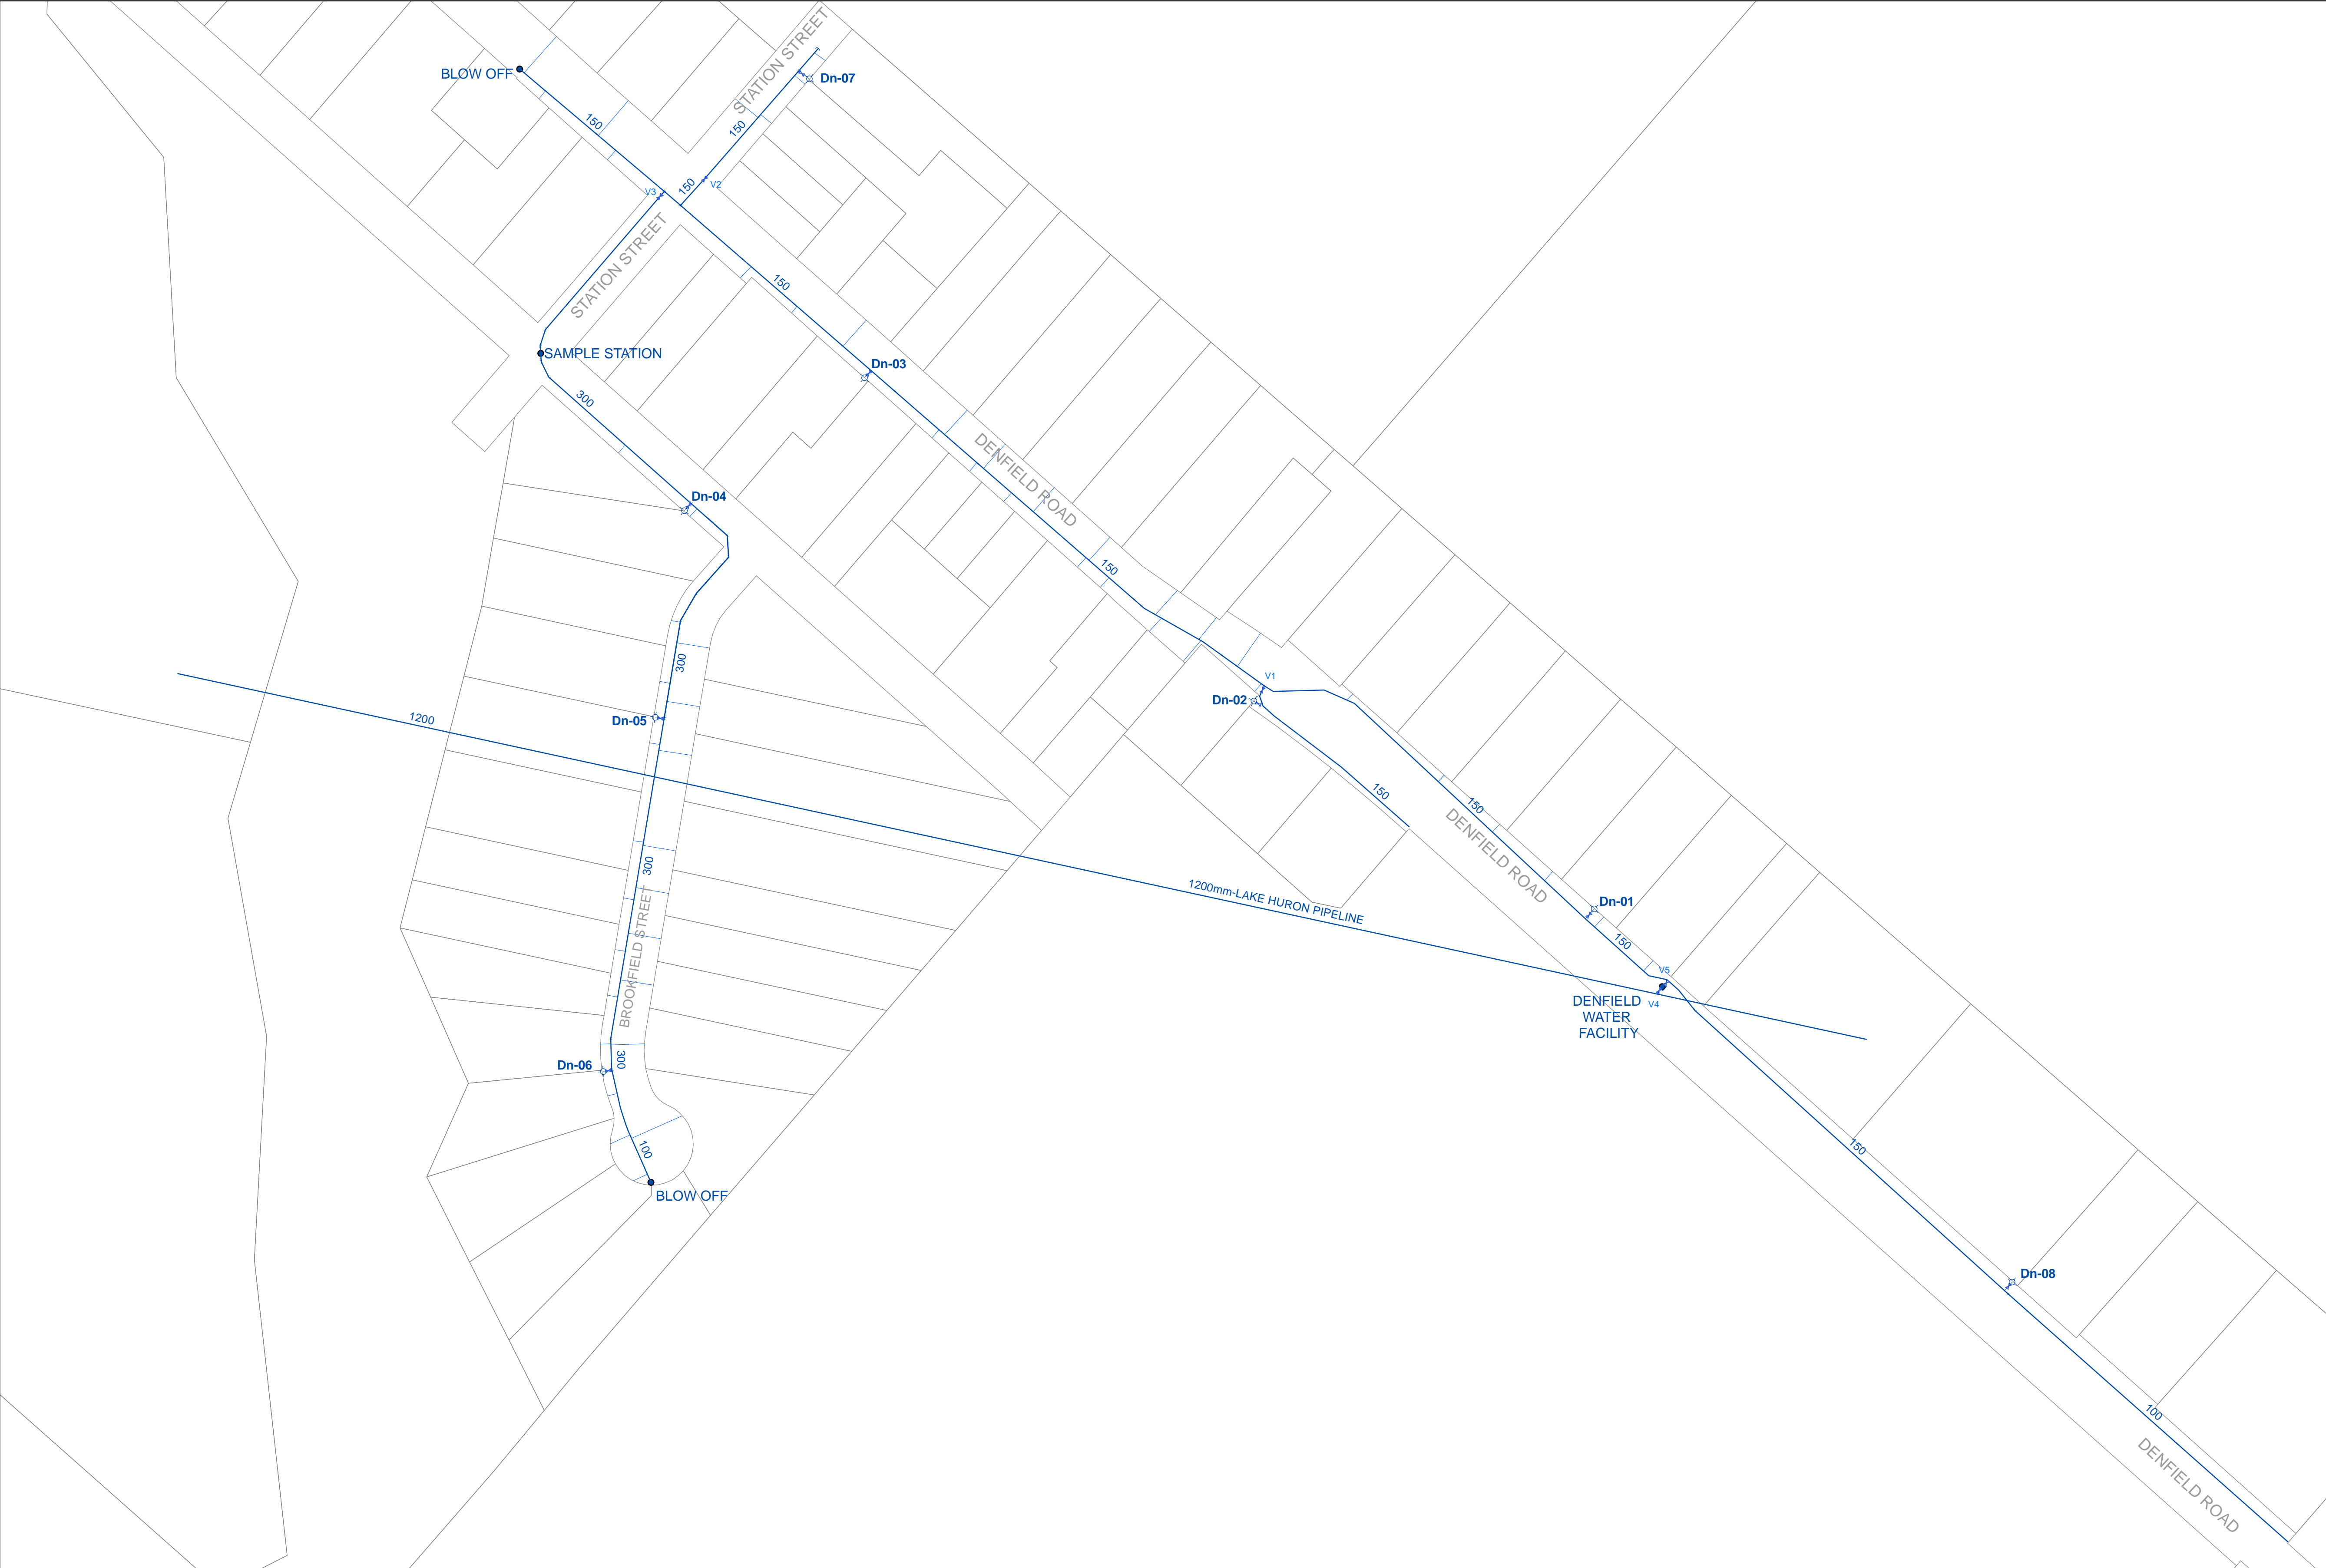 STATION STREET
BLOW OFF
Dn-07
150
150
150
V2
V3
STATION STREET
150
SAMPLE STATION
Dn-03
300
DENFIELD ROAD
Dn-04
150
300
V1
Dn-02
Dn-05
1200
150
150
DENFIELD ROAD
300
1200mm-LAKE HURON PIPELINE
Dn-01
150
BROOKFIELD STREET
V5
DENFIELD
WATER
FACILITY
V4
300
Dn-06
100
150
BLOW OFF
Dn-08
100
DENFIELD ROAD